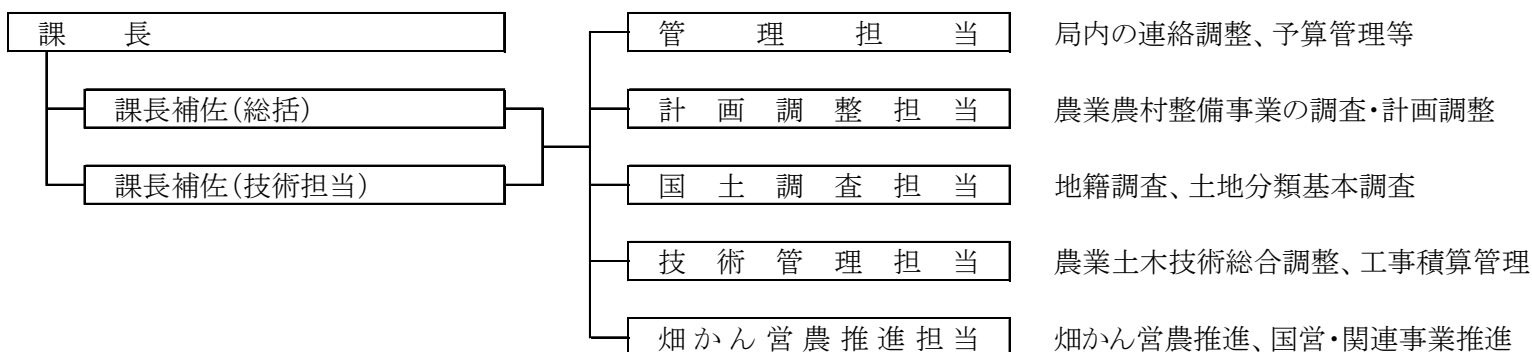 課長
管理担当 局内の連絡調整、予算管理等
課長補佐(総括)
計画調整担当 農業農村整備事業の調査・計画調整
課長補佐(技術担当)
国土調査担当 地籍調査、土地分類基本調査
技術管理担当 農業土木技術総合調整、工事積算管理
畑かん営農推進担当 畑かん営農推進、国営・関連事業推進